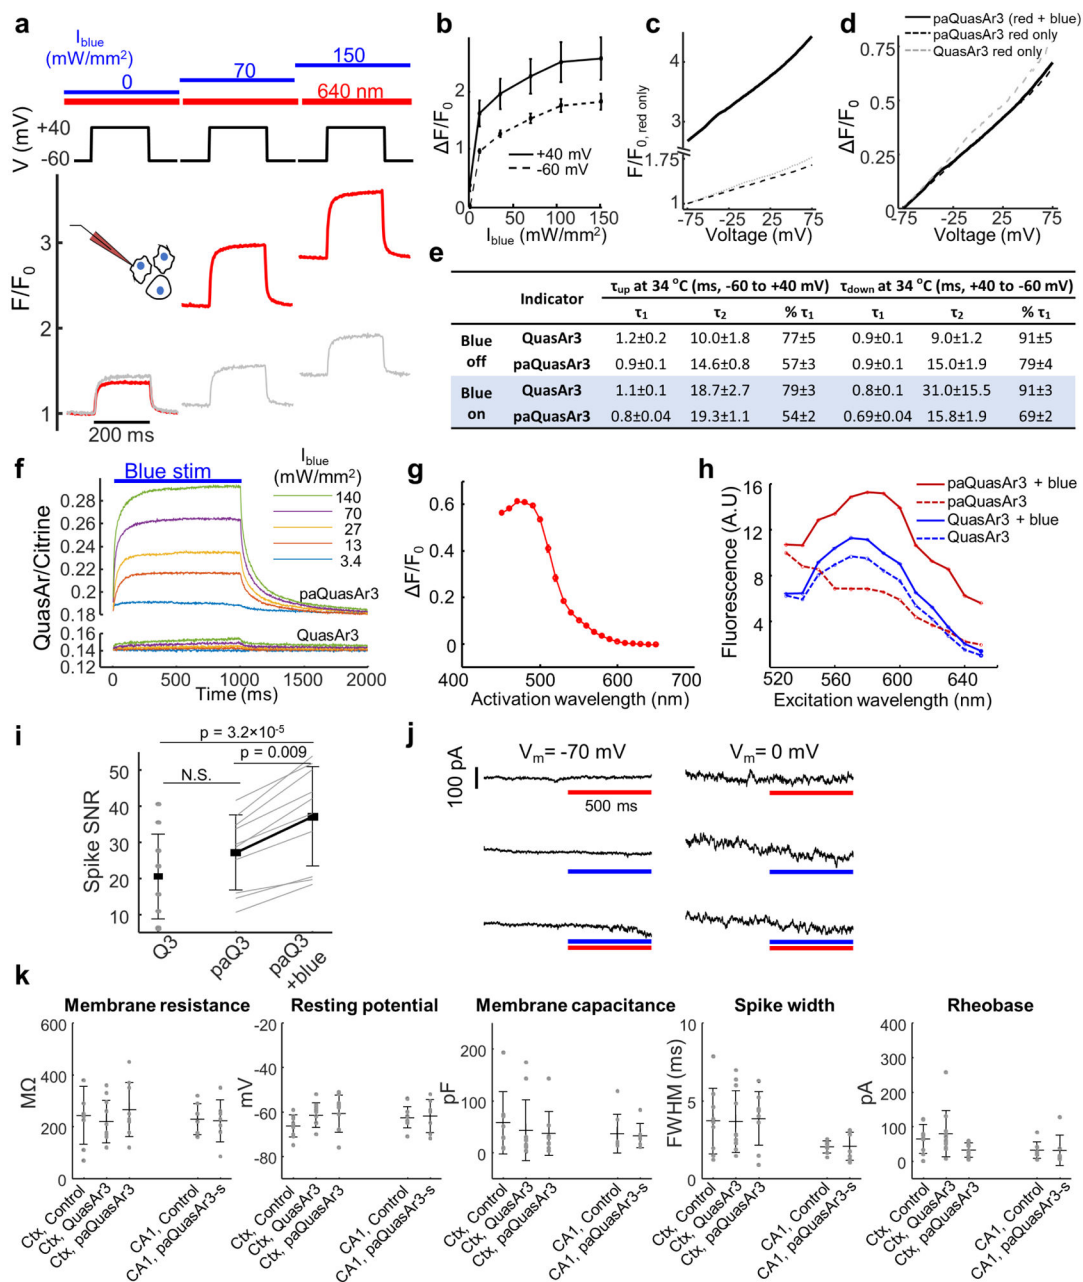 a
I_blue
(mW/mm²)
0
70
150
640 nm
V (mV)
+40
-60
F/F₀
3
2
1
200 ms
b
ΔF/F₀
2
1
0
+40 mV
-60 mV
0
50
100
150
I_blue (mW/mm²)
c
F/F₀, red only
4
3
1.75
1
-75
-25
25
75
Voltage (mV)
d
paQuasAr3 (red + blue)
paQuasAr3 red only
QuasAr3 red only
ΔF/F₀
0.75
0.5
0.25
0
-75
-25
25
75
Voltage (mV)
e
Indicator
τup at 34 °C (ms, -60 to +40 mV)
τdown at 34 °C (ms, +40 to -60 mV)
τ₁ τ₂ % τ₁ τ₁ τ₂ % τ₁
Blue off
QuasAr3 1.2±0.2 10.0±1.8 77±5 0.9±0.1 9.0±1.2 91±5
paQuasAr3 0.9±0.1 14.6±0.8 57±3 0.9±0.1 15.0±1.9 79±4
Blue on
QuasAr3 1.1±0.1 18.7±2.7 79±3 0.8±0.1 31.0±15.5 91±3
paQuasAr3 0.8±0.04 19.3±1.1 54±2 0.69±0.04 15.8±1.9 69±2
f
Blue stim
I_blue
(mW/mm²)
140
70
27
13
3.4
QuasAr/Citrine
0.28
0.26
0.24
0.22
0.2
0.18
0.16
0.14
0.12
paQuasAr3
QuasAr3
0
500
1000
1500
2000
Time (ms)
g
ΔF/F₀
0.8
0.4
0
400
500
600
700
Activation wavelength (nm)
h
paQuasAr3 + blue
paQuasAr3
QuasAr3 + blue
QuasAr3
Fluorescence (A.U)
16
12
8
4
520
560
600
640
Excitation wavelength (nm)
i
p = 3.2×10⁻⁵
p = 0.009
N.S.
Spike SNR
50
40
30
20
10
Q3
paQ3
paQ3
+blue
j
Vₘ= -70 mV
Vₘ= 0 mV
100 pA
500 ms
k
Membrane resistance
MΩ
600
400
200
0
Ctx, Control
Ctx, QuasAr3
Ctx, paQuasAr3
CA1, Control
CA1, paQuasAr3-s
Resting potential
mV
-20
-40
-60
-80
Ctx, Control
Ctx, QuasAr3
Ctx, paQuasAr3
CA1, Control
CA1, paQuasAr3-s
Membrane capacitance
pF
200
100
0
Ctx, Control
Ctx, QuasAr3
Ctx, paQuasAr3
CA1, Control
CA1, paQuasAr3-s
Spike width
FWHM (ms)
10
5
0
Ctx, Control
Ctx, QuasAr3
Ctx, paQuasAr3
CA1, Control
CA1, paQuasAr3-s
Rheobase
pA
400
300
200
100
0
Ctx, Control
Ctx, QuasAr3
Ctx, paQuasAr3
CA1, Control
CA1, paQuasAr3-s